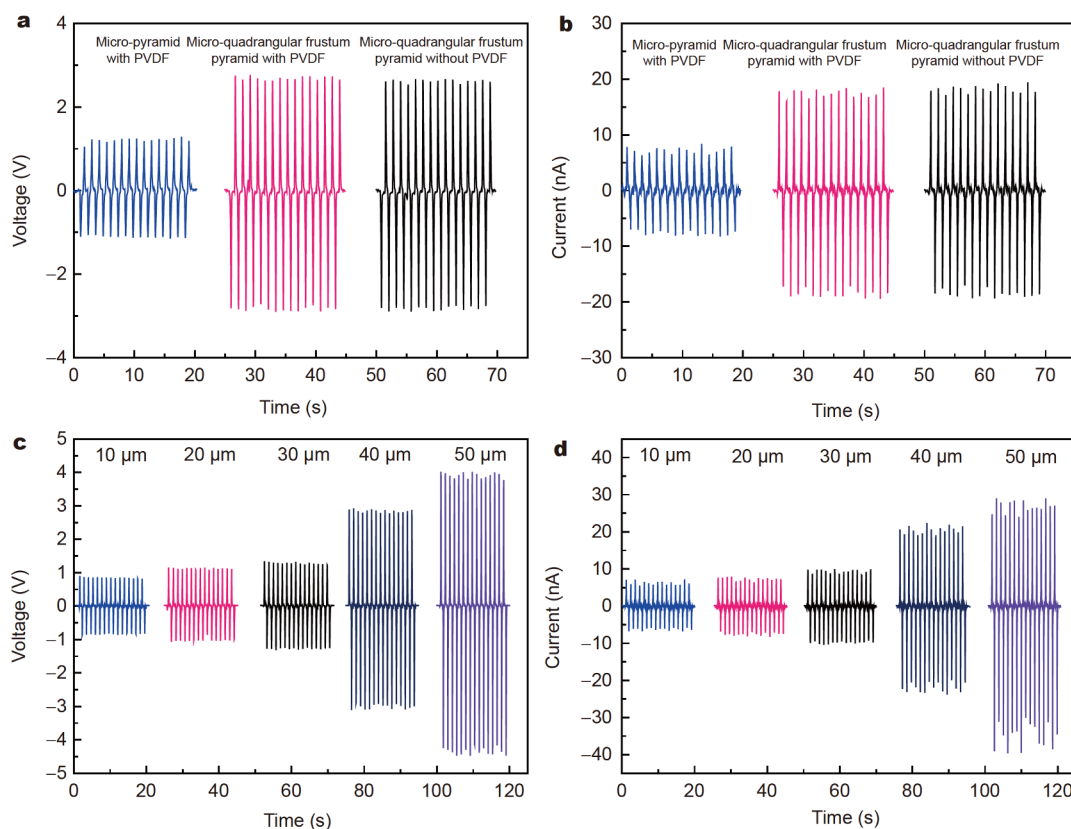 a
Micro-pyramid
with PVDF
Micro-quadrangular frustum
pyramid with PVDF
Micro-quadrangular frustum
pyramid without PVDF
4
2
0
−2
−4
Voltage (V)
0 10 20 30 40 50 60 70
Time (s)
b
Micro-pyramid
with PVDF
Micro-quadrangular frustum
pyramid with PVDF
Micro-quadrangular frustum
pyramid without PVDF
30
20
10
0
−10
−20
−30
Current (nA)
0 10 20 30 40 50 60 70
Time (s)
c
10 μm 20 μm 30 μm 40 μm 50 μm
5
4
3
2
1
0
−1
−2
−3
−4
−5
Voltage (V)
0 20 40 60 80 100 120
Time (s)
d
10 μm 20 μm 30 μm 40 μm 50 μm
40
30
20
10
0
−10
−20
−30
−40
Current (nA)
0 20 40 60 80 100 120
Time (s)